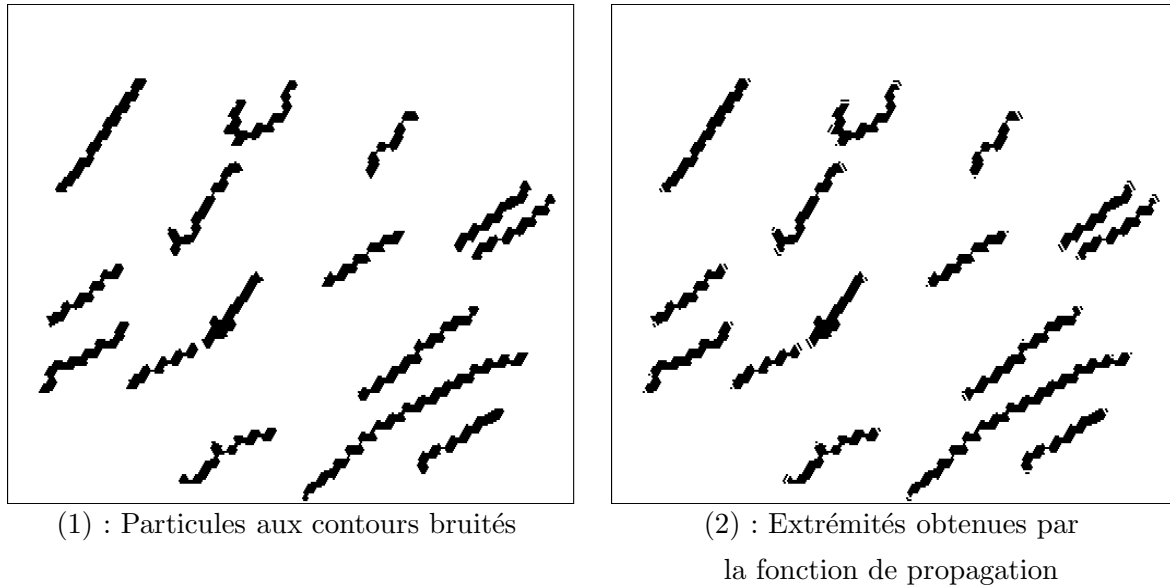 (1) : Particules aux contours bruités
(2) : Extrémités obtenues par
la fonction de propagation